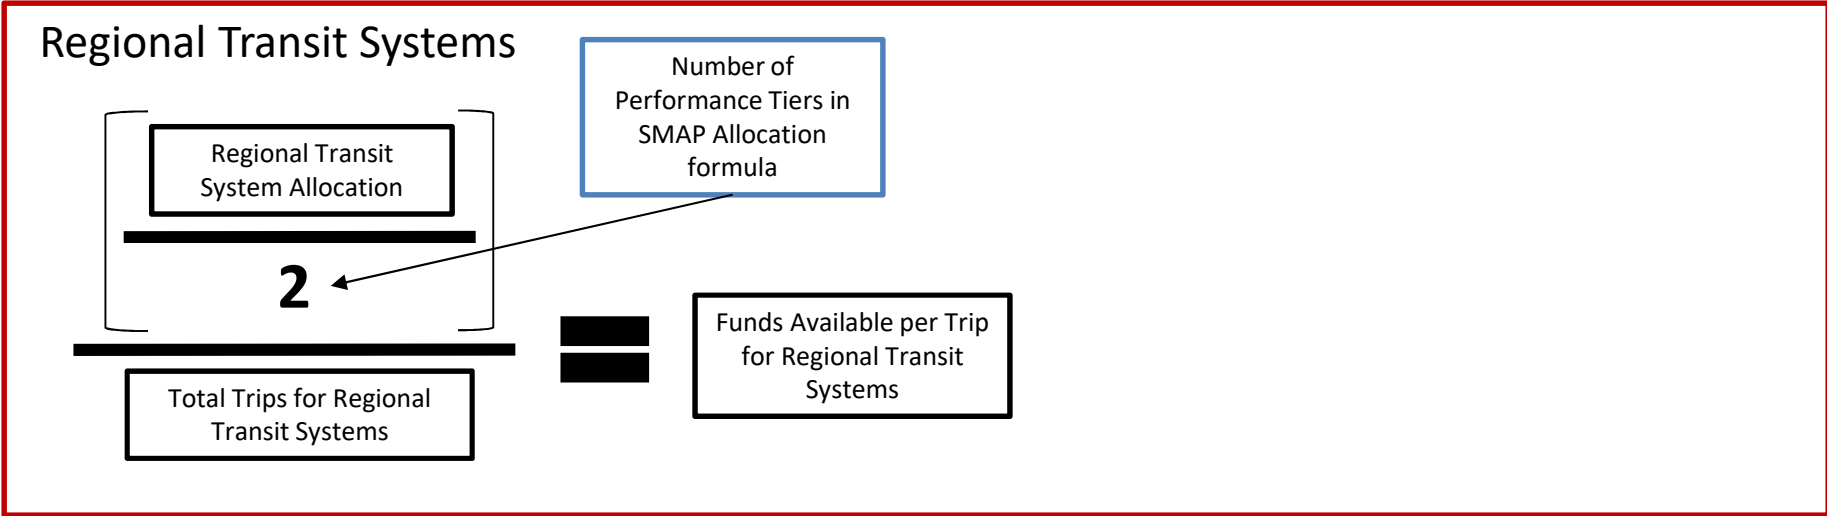 Regional Transit Systems
Number of
Performance Tiers in
SMAP Allocation
formula
Regional Transit
System Allocation
2
Funds Available per Trip
for Regional Transit
Systems
Total Trips for Regional
Transit Systems